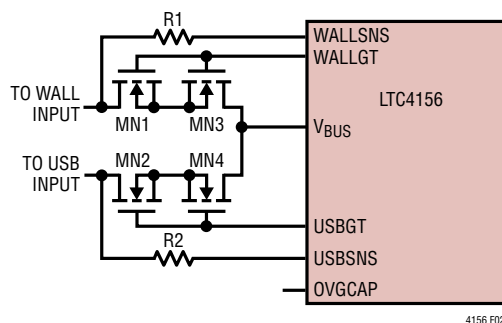 R1
WALLSNS
WALLGT
TO WALL
INPUT
LTC4156
MN1
MN3
VBUS
TO USB
INPUT
MN2
MN4
USBGT
R2
USBSNS
OVGCAP
4156 F02